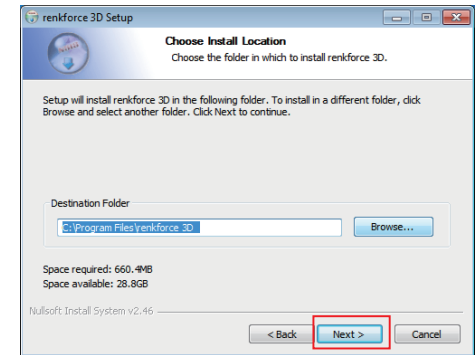 renkforce 3D Setup
Choose Install Location
Choose the folder in which to install renkforce 3D.
Setup will install renkforce 3D in the following folder. To install in a different folder, click
Browse and select another folder. Click Next to continue.
Destination Folder
C:\Program Files\renkforce 3D
Browse...
Space required: 660.4MB
Space available: 28.8GB
Nullsoft Install System v2.46
< Back
Next >
Cancel